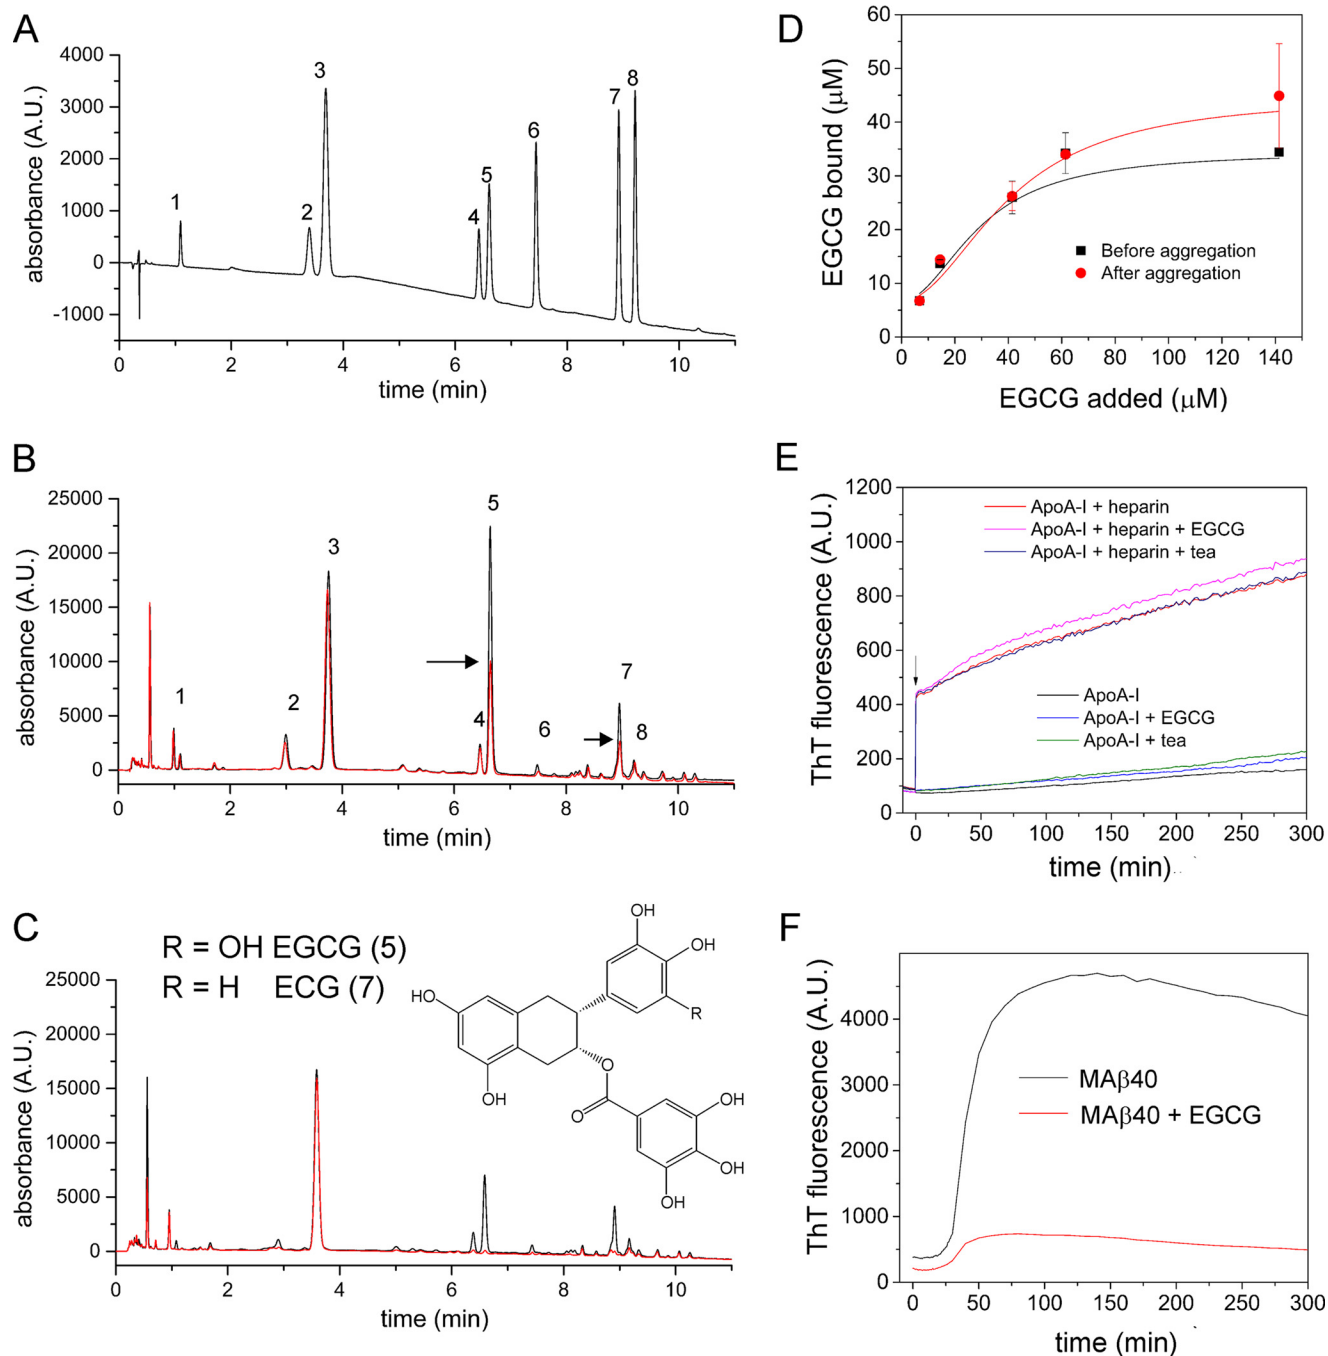 A
4000
3000
2000
1000
0
-1000
absorbance (A.U.)
1
2
3
4
5
6
7
8
0 2 4 6 8 10
time (min)
D
60
50
40
30
20
10
0
EGCG bound (μM)
Before aggregation
After aggregation
0 20 40 60 80 100 120 140
EGCG added (μM)
B
25000
20000
15000
10000
5000
0
absorbance (A.U.)
1
2
3
4
5
6
7
8
0 2 4 6 8 10
time (min)
E
1200
1000
800
600
400
200
0
ThT fluorescence (A.U.)
ApoA-I + heparin
ApoA-I + heparin + EGCG
ApoA-I + heparin + tea
ApoA-I
ApoA-I + EGCG
ApoA-I + tea
0 50 100 150 200 250 300
time (min)
C
R = OH EGCG (5)
R = H ECG (7)
25000
20000
15000
10000
5000
0
absorbance (A.U.)
OH
OH
HO
R
O
OH
O
OH
OH
OH
0 2 4 6 8 10
time (min)
F
4000
3000
2000
1000
0
ThT fluorescence (A.U.)
MAβ40
MAβ40 + EGCG
0 50 100 150 200 250 300
time (min)